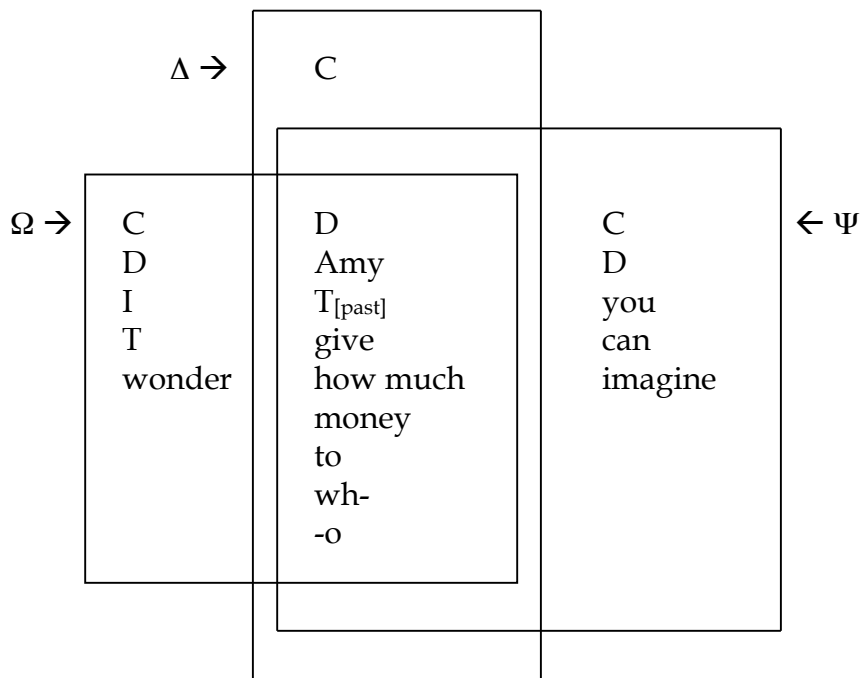 Δ → C
Ω → C D C ← Ψ
D Amy D
I T[past] you
T give can
wonder how much imagine
money
to
wh-
-o